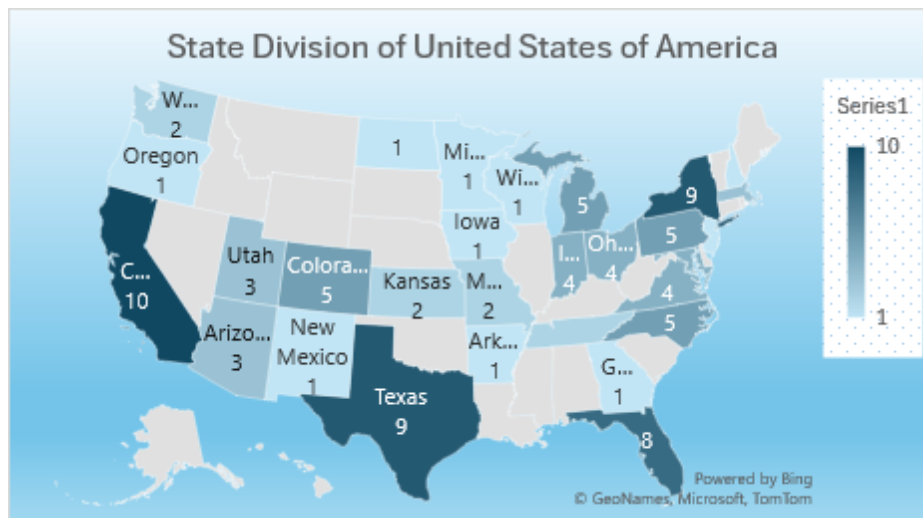 State Division of United States of America
Series1
10
1
W...
2
Oregon
1
C...
10
Utah
3
Arizo...
3
Colora...
5
New
Mexico
1
1
Mi...
1
Wi...
1
Iowa
1
Kansas
2
M...
2
Ark...
1
Texas
9
5
I...
4
Oh...
4
9
5
4
5
G...
1
8
Powered by Bing
© GeoNames, Microsoft, TomTom